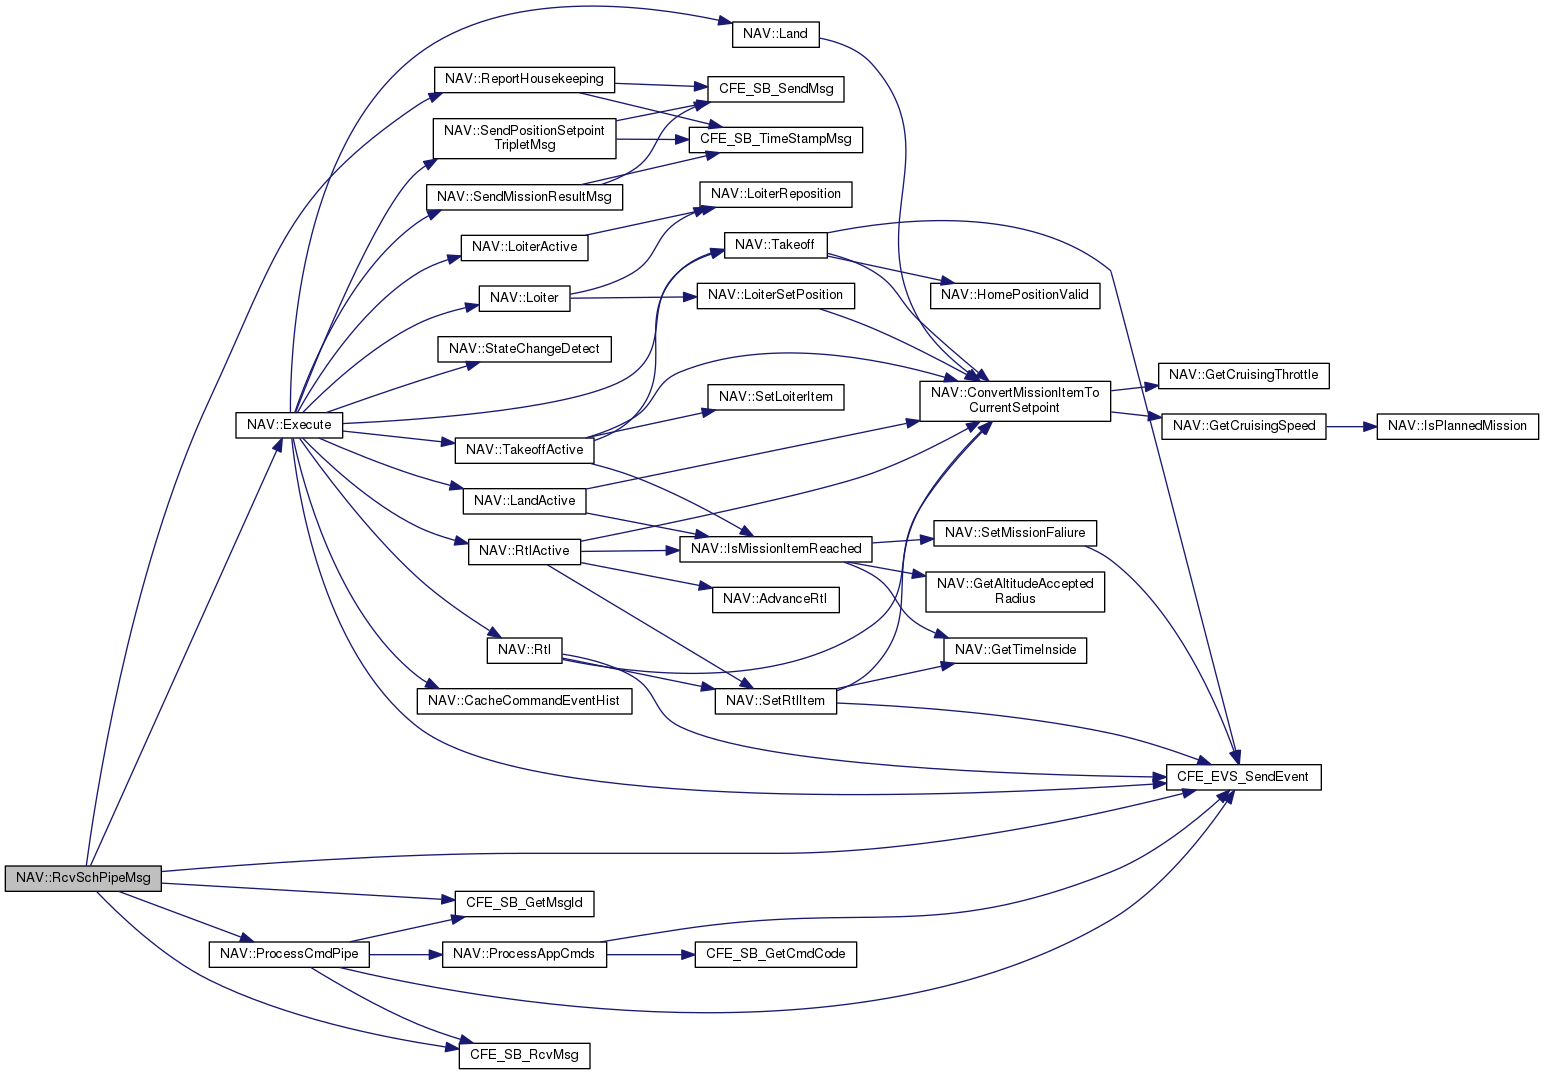 NAV::Land
NAV::ReportHousekeeping
CFE_SB_SendMsg
NAV::SendPositionSetpoint
TripletMsg
CFE_SB_TimeStampMsg
NAV::SendMissionResultMsg
NAV::LoiterReposition
NAV::LoiterActive
NAV::Takeoff
NAV::Loiter
NAV::LoiterSetPosition
NAV::HomePositionValid
NAV::StateChangeDetect
NAV::GetCruisingThrottle
NAV::SetLoiterItem
NAV::ConvertMissionItemTo
CurrentSetpoint
NAV::Execute
NAV::GetCruisingSpeed
NAV::IsPlannedMission
NAV::TakeoffActive
NAV::LandActive
NAV::RtlActive
NAV::IsMissionItemReached
NAV::SetMissionFaliure
NAV::AdvanceRtl
NAV::GetAltitudeAccepted
Radius
NAV::Rtl
NAV::GetTimeInside
NAV::CacheCommandEventHist
NAV::SetRtlItem
CFE_EVS_SendEvent
NAV::RcvSchPipeMsg
CFE_SB_GetMsgId
NAV::ProcessCmdPipe
NAV::ProcessAppCmds
CFE_SB_GetCmdCode
CFE_SB_RcvMsg